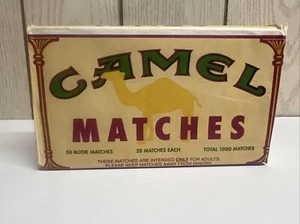 CAMEL
MATCHES
50 BOOK MATCHES 20 MATCHES EACH TOTAL 1000 MATCHES
THESE MATCHES ARE INTENDED ONLY FOR ADULTS.
PLEASE KEEP MATCHES AWAY FROM MINORS.